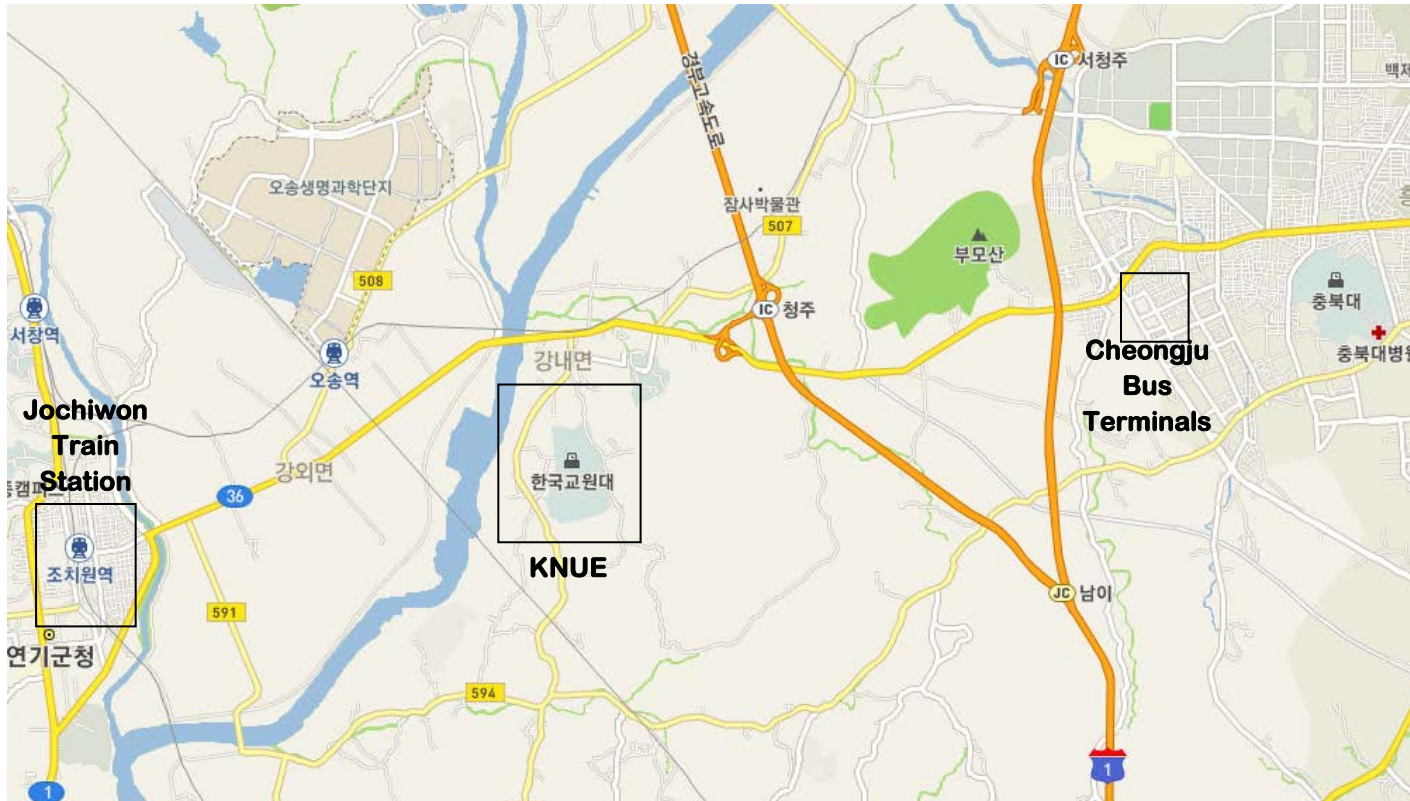 IC 서청주
백제
경부고속도로
오송생명과학단지
잠사박물관
507
부모산
508
충북대
서창역
IC 청주
오송역
강내면
충북대병원
Cheongju
Bus
Terminals
Jochiwon
Train
Station
강외면
한국교원대
36
조치원역
KNUE
591
JC 남이
연기군청
594
1
1